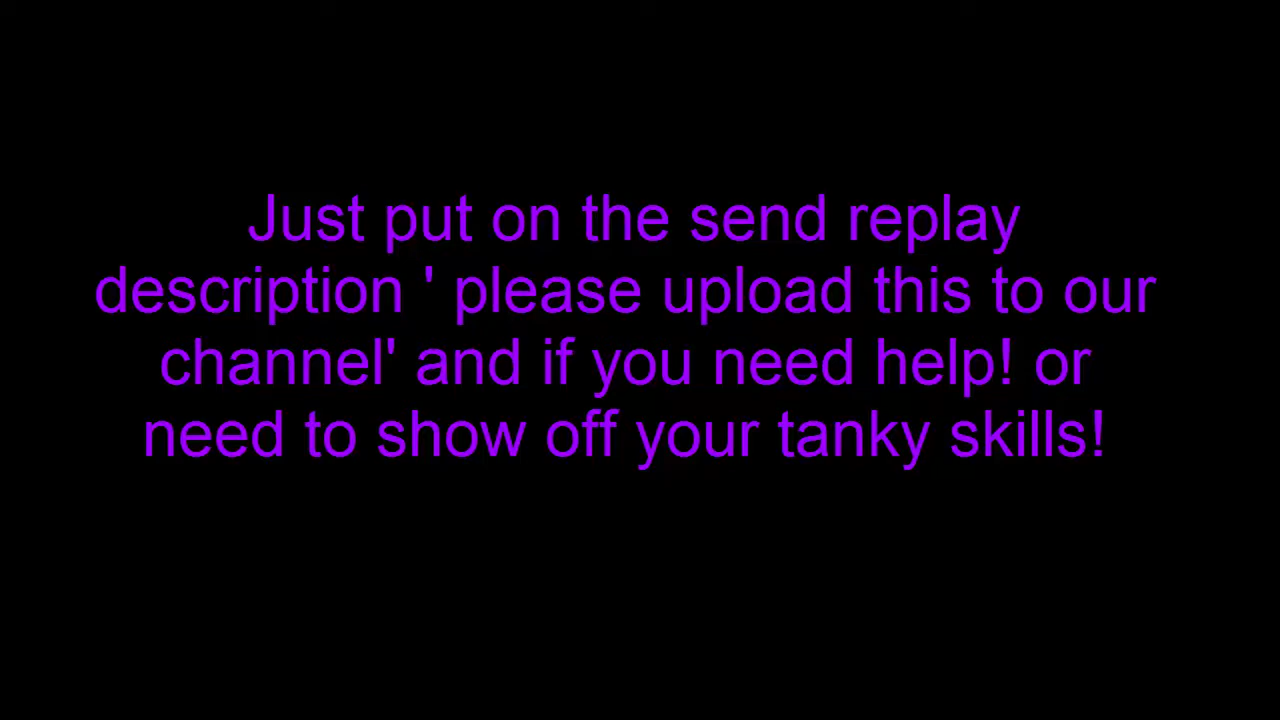 Just put on the send replay
description ' please upload this to our
channel' and if you need help! or
need to show off your tanky skills!